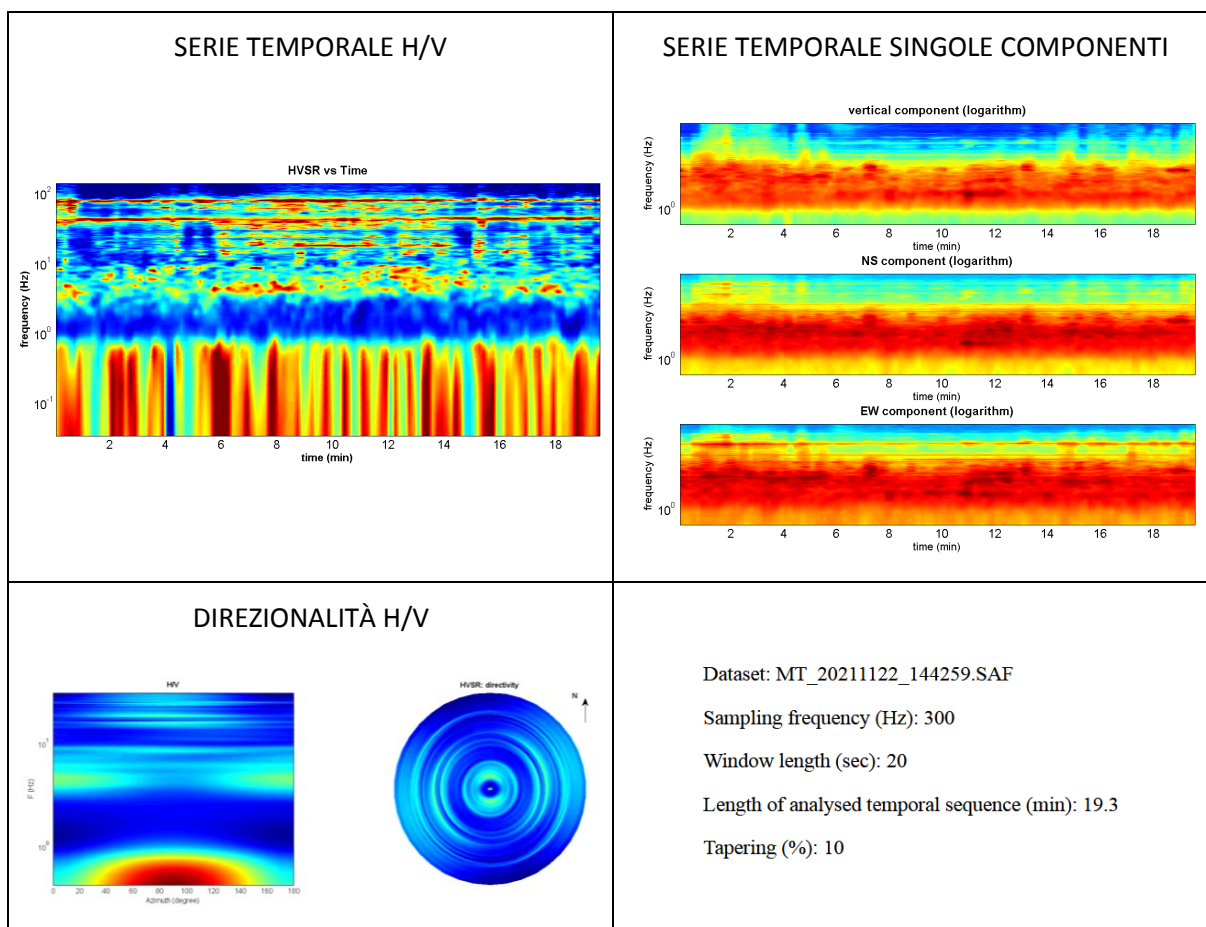 SERIE TEMPORALE H/V
HVSR vs Time
frequency (Hz)
10^2
10^1
10^0
10^-1
2 4 6 8 10 12 14 16 18
time (min)
SERIE TEMPORALE SINGOLE COMPONENTI
vertical component (logarithm)
frequency (Hz)
10^0
2 4 6 8 10 12 14 16 18
time (min)
NS component (logarithm)
frequency (Hz)
10^0
2 4 6 8 10 12 14 16 18
time (min)
EW component (logarithm)
frequency (Hz)
10^0
2 4 6 8 10 12 14 16 18
time (min)
DIREZIONALITÀ H/V
H/V
F (Hz)
10^1
10^0
0 20 40 60 80 100 120 140 160 180
Azimuth (degree)
HVSR: directivity
N
Dataset: MT_20211122_144259.SAF
Sampling frequency (Hz): 300
Window length (sec): 20
Length of analysed temporal sequence (min): 19.3
Tapering (%): 10